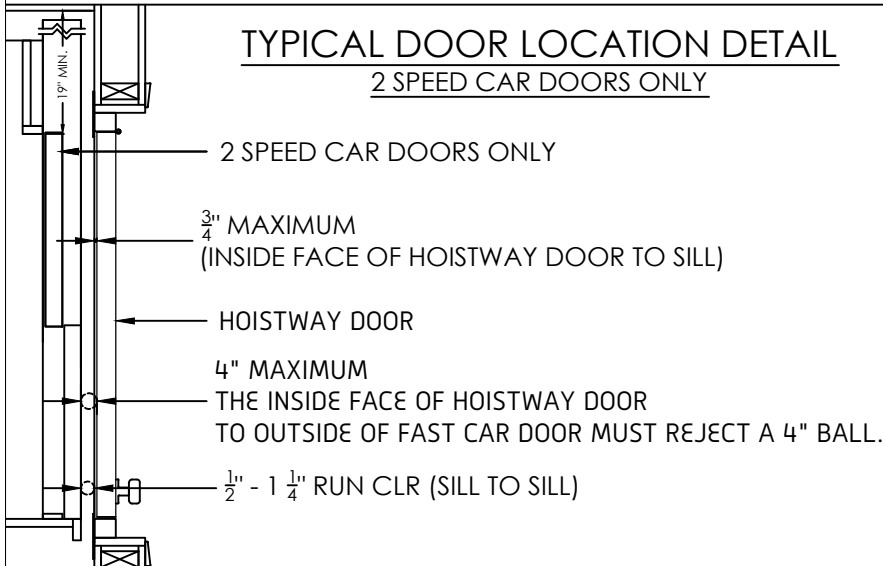 TYPICAL DOOR LOCATION DETAIL
2 SPEED CAR DOORS ONLY
19" MIN.
2 SPEED CAR DOORS ONLY
3/4" MAXIMUM
(INSIDE FACE OF HOISTWAY DOOR TO SILL)
HOISTWAY DOOR
4" MAXIMUM
THE INSIDE FACE OF HOISTWAY DOOR
TO OUTSIDE OF FAST CAR DOOR MUST REJECT A 4" BALL.
1/2" - 1 1/4" RUN CLR (SILL TO SILL)